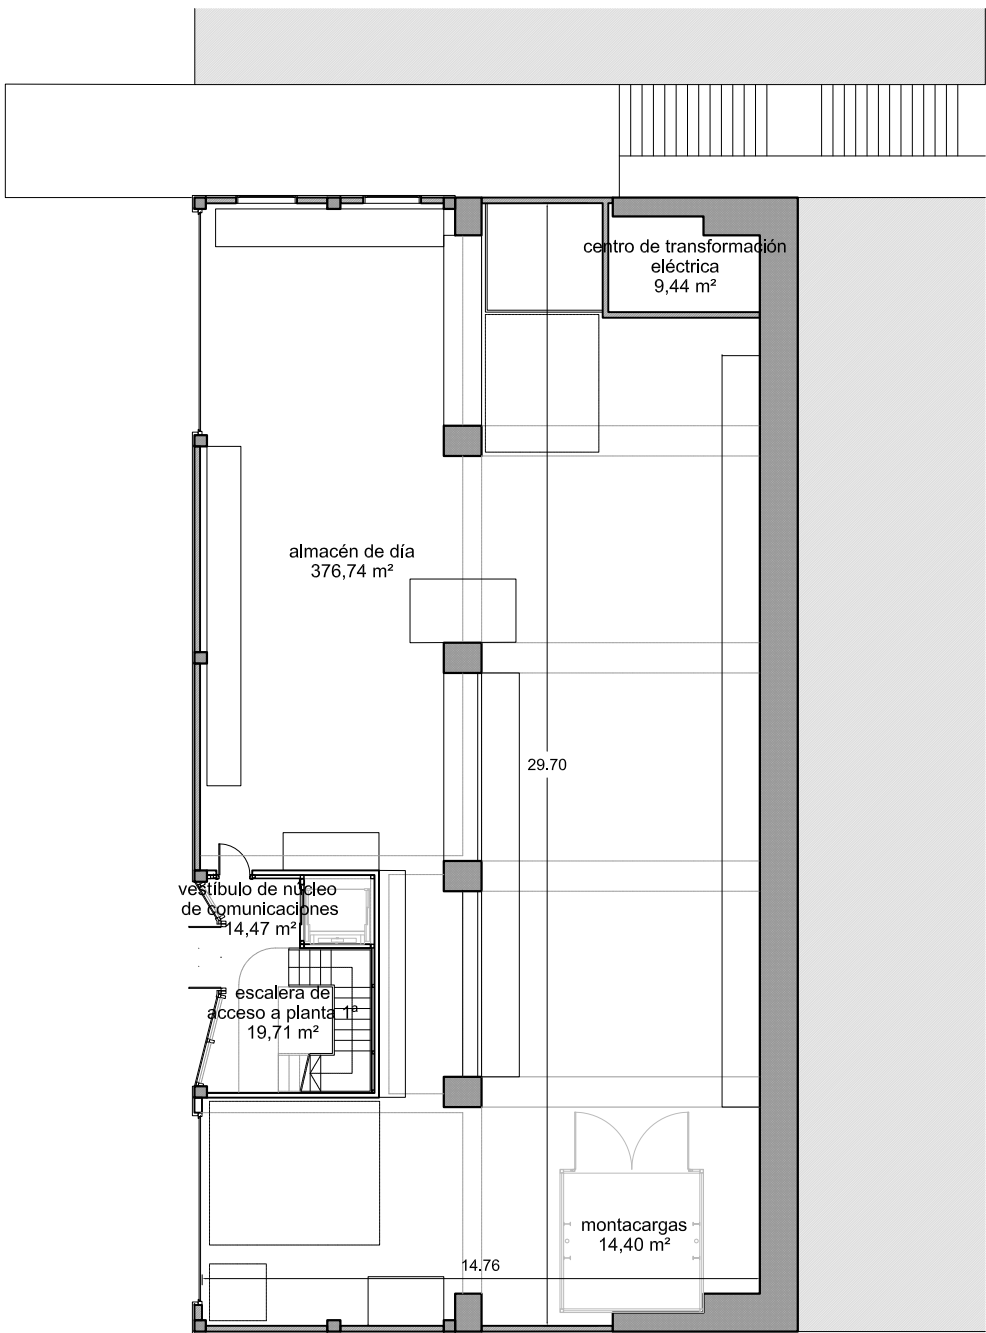 centro de transformación
eléctrica
9,44 m²
almacén de día
376,74 m²
29.70
vestíbulo de núcleo
de comunicaciones
14,47 m²
escalera de
acceso a planta 1ª
19,71 m²
montacargas
14,40 m²
14.76